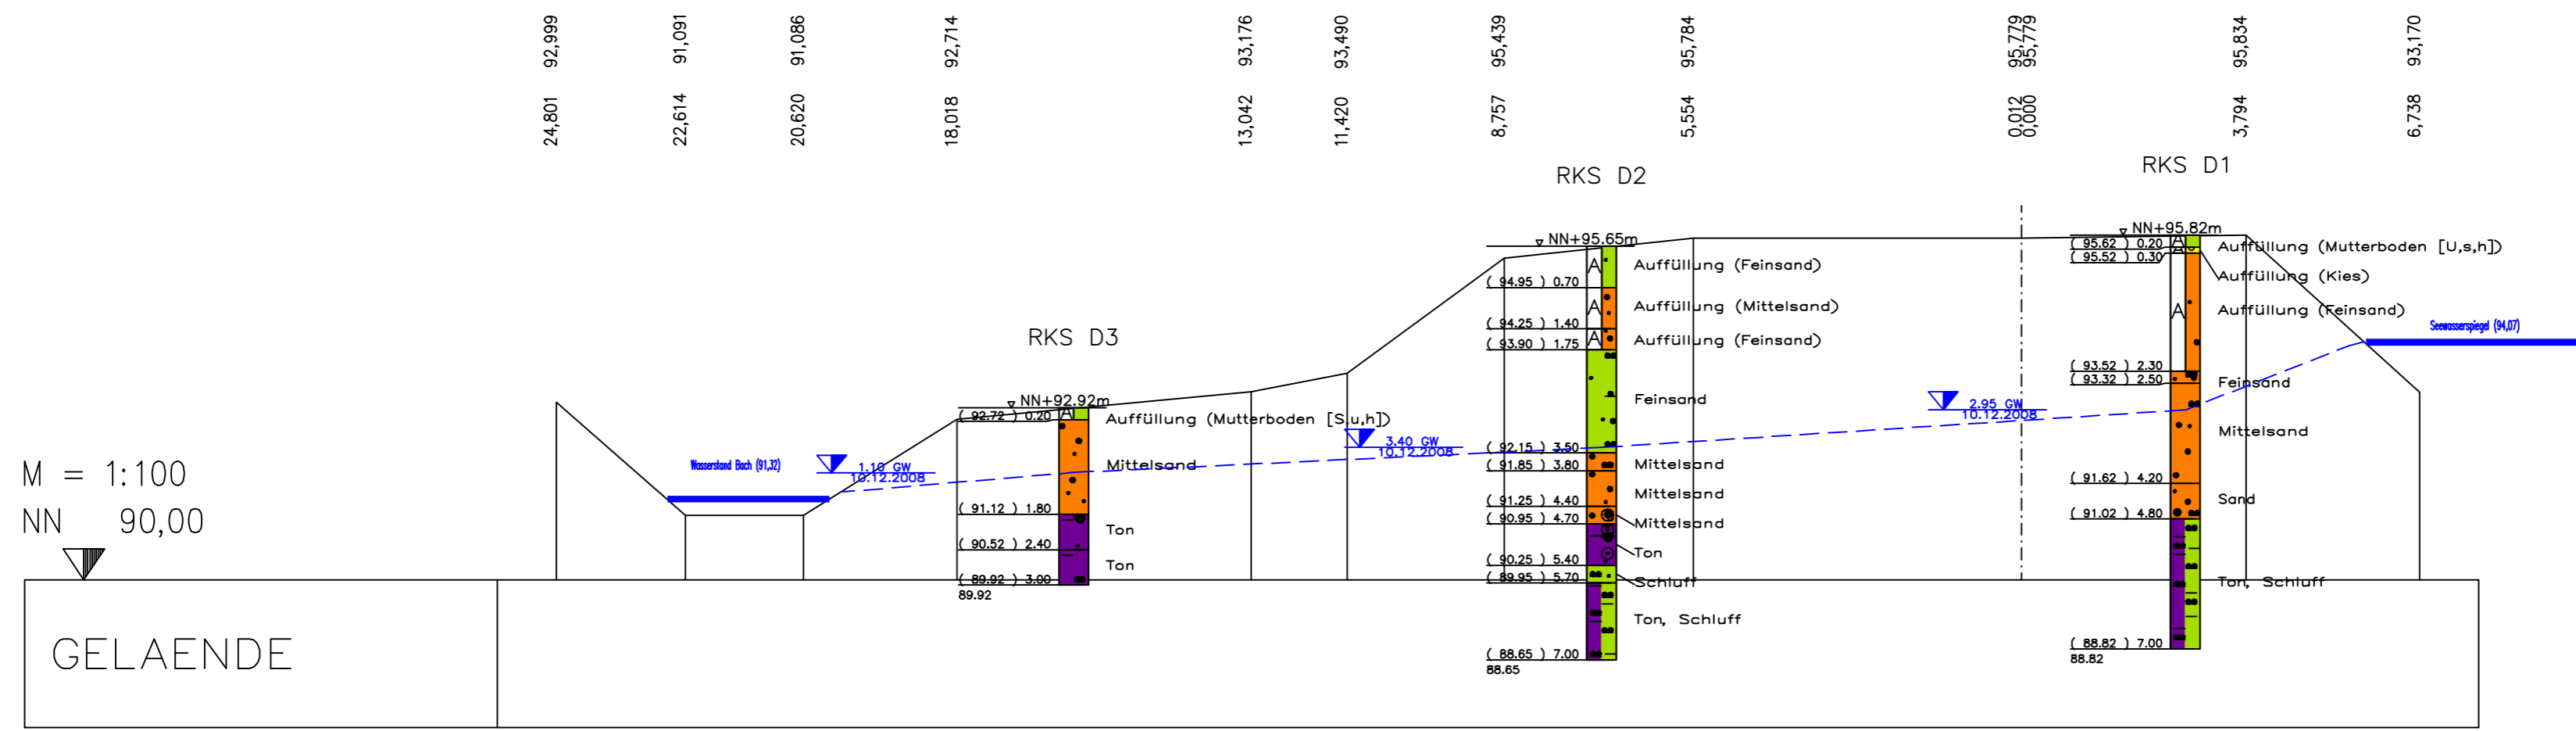 92,999 91,091 91,086 92,714 93,176 93,490 95,439 95,784 95,779 95,779 95,834 93,170
24,801 22,614 20,620 18,018 13,042 11,420 8,757 5,554 0,012 0,000 3,794 6,738
M = 1:100
NN 90,00
GELAENDE
Wasserstand Bach (91,32)
1.10 GW
10.12.2008
RKS D3
NN+92.92m
( 92.72 ) 0.20
Auffüllung (Mutterboden [S,u,h])
Mittelsand
( 91.12 ) 1.80
Ton
( 90.52 ) 2.40
Ton
( 89.92 ) 3.00
89.92
A
3.40 GW
10.12.2008
RKS D2
NN+95.65m
A Auffüllung (Feinsand)
( 94.95 ) 0.70
A Auffüllung (Mittelsand)
( 94.25 ) 1.40
A Auffüllung (Feinsand)
( 93.90 ) 1.75
Feinsand
( 92.15 ) 3.50
Mittelsand
( 91.85 ) 3.80
Mittelsand
( 91.25 ) 4.40
Mittelsand
( 90.95 ) 4.70
Ton
( 90.25 ) 5.40
Schluff
( 89.95 ) 5.70
Ton, Schluff
( 88.65 ) 7.00
88.65
2.95 GW
10.12.2008
RKS D1
NN+95.82m
( 95.62 ) 0.20 A Auffüllung (Mutterboden [U,s,h])
( 95.52 ) 0.30 A Auffüllung (Kies)
A Auffüllung (Feinsand)
( 93.52 ) 2.30
Feinsand
( 93.32 ) 2.50
Mittelsand
( 91.62 ) 4.20
Sand
( 91.02 ) 4.80
Ton, Schluff
( 88.82 ) 7.00
88.82
Seewasserspiegel (94,07)